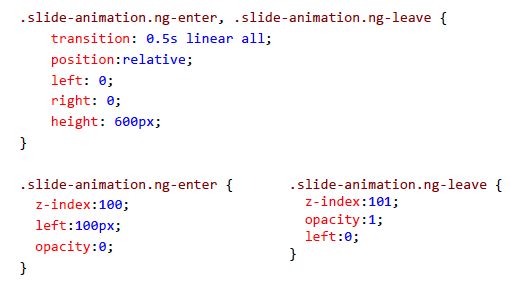 .slide-animation.ng-enter, .slide-animation.ng-leave {
    transition: 0.5s linear all;
    position:relative;
    left: 0;
    right: 0;
    height: 600px;
}
.slide-animation.ng-enter {
  z-index:100;
  left:100px;
  opacity:0;
}
.slide-animation.ng-leave {
  z-index:101;
  opacity:1;
  left:0;
}